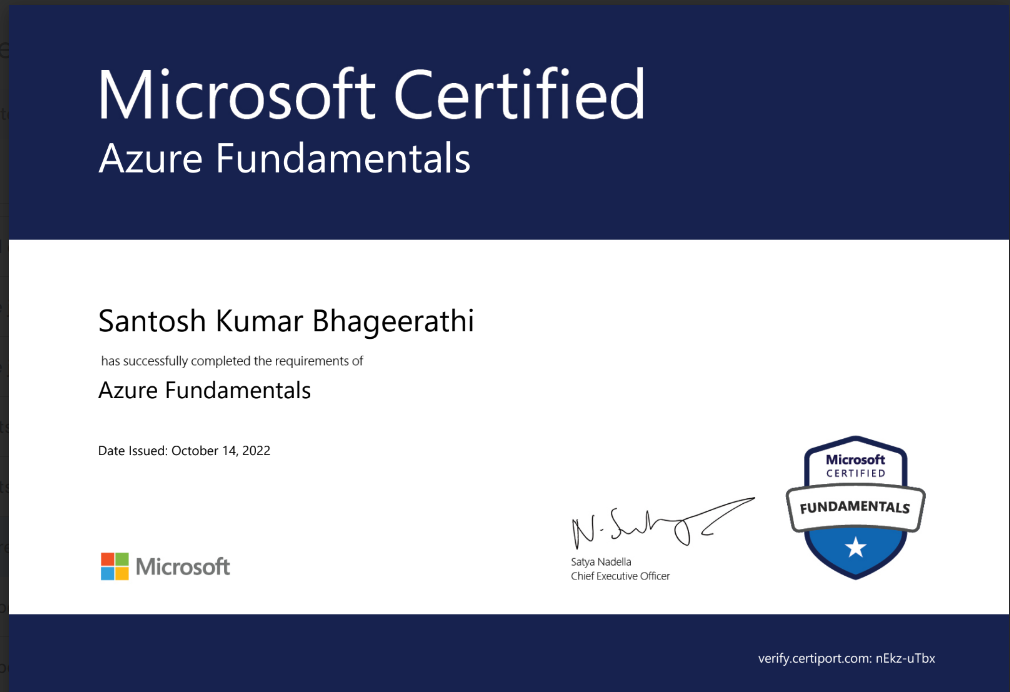 Microsoft Certified
Azure Fundamentals
Santosh Kumar Bhageerathi
has successfully completed the requirements of
Azure Fundamentals
Date Issued: October 14, 2022
Microsoft
CERTIFIED
FUNDAMENTALS
N. Satya
Satya Nadella
Chief Executive Officer
Microsoft
verify.certiport.com: nEkz-uTbx